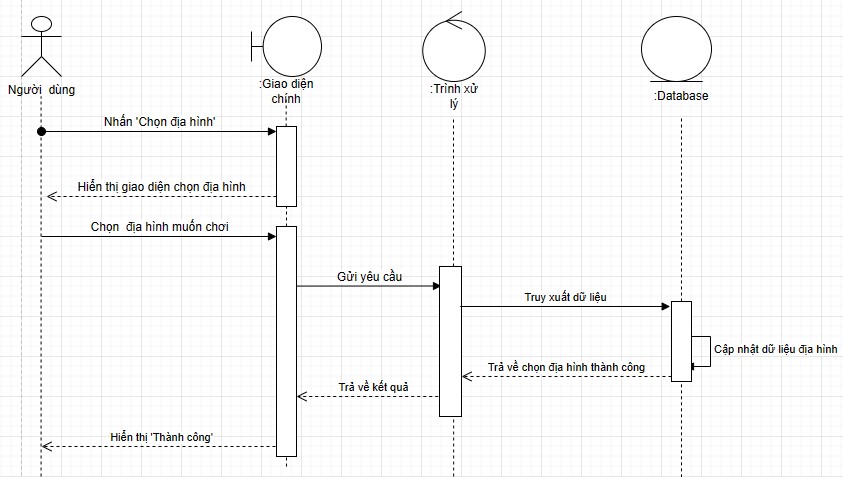 Người dùng
:Giao diện
chính
:Trình xử
lý
:Database
Nhấn 'Chọn địa hình'
Hiển thị giao diện chọn địa hình
Chọn địa hình muốn chơi
Gửi yêu cầu
Truy xuất dữ liệu
Cập nhật dữ liệu địa hình
Trả về chọn địa hình thành công
Trả về kết quả
Hiển thị 'Thành công'